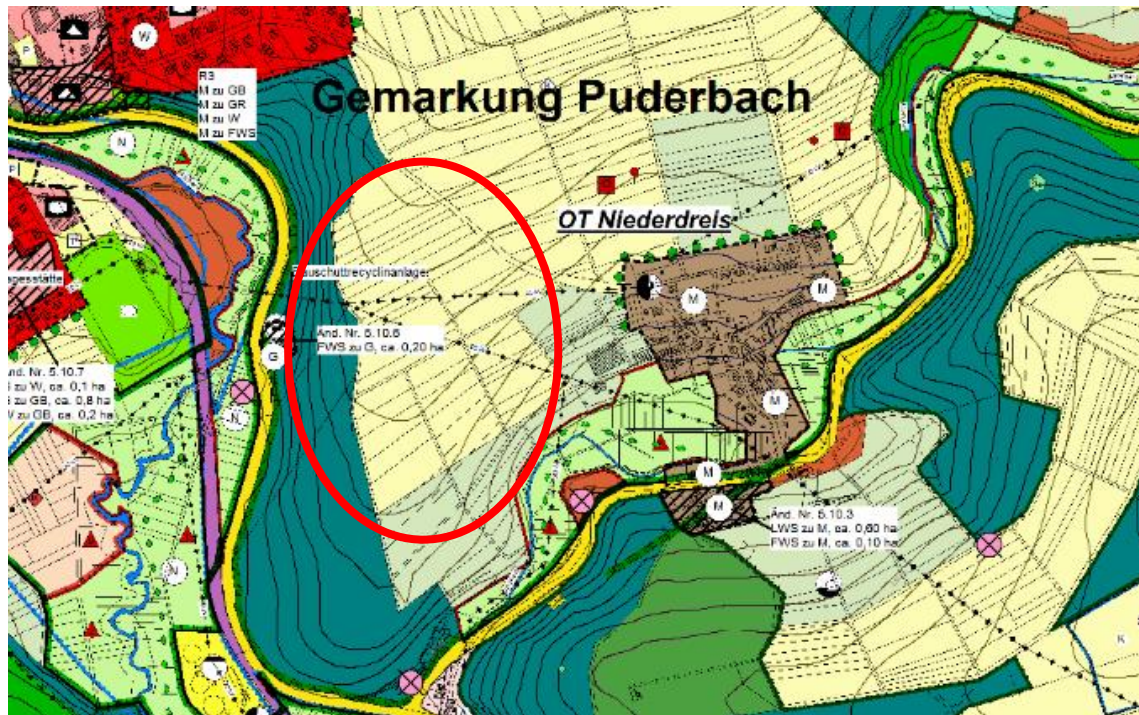 W
P
R3
M zu GB
M zu GR
M zu W
M zu FWS
Gemarkung Puderbach
N
OT Niederdreis
P
M
M
G
Änd. Nr. 5.10.6
FWS zu G, ca. 0,20 ha
Änd. Nr. 5.10.7
zu W, ca. 0,1 ha
zu GB, ca. 0,8 ha
zu GB, ca. 0,2 ha
N
M
M
M
Änd. Nr. 5.10.3
LWS zu M, ca. 0,60 ha
FWS zu M, ca. 0,10 ha
N
K